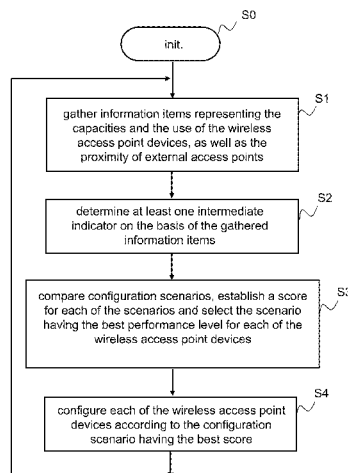 S0
init.
S1
gather information items representing the
capacities and the use of the wireless
access point devices, as well as the
proximity of external access points
S2
determine at least one intermediate
indicator on the basis of the gathered
information items
S3
compare configuration scenarios, establish a score
for each of the scenarios and select the scenario
having the best performance level for each of the
wireless access point devices
S4
configure each of the wireless access point
devices according to the configuration
scenario having the best score